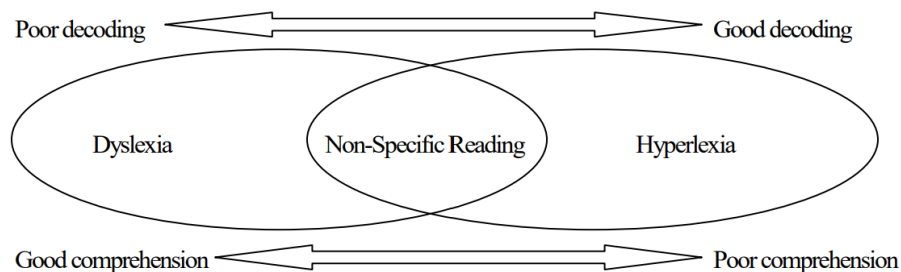 Poor decoding Good decoding
Dyslexia Non-Specific Reading Hyperlexia
Good comprehension Poor comprehension